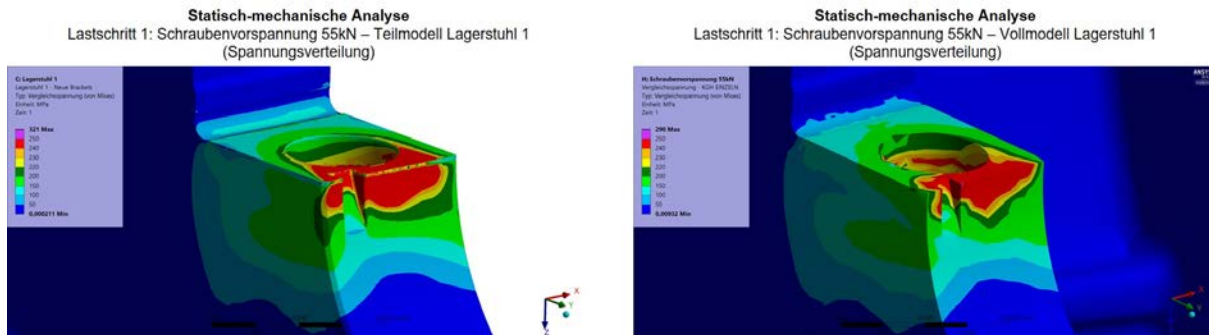 Statisch-mechanische Analyse
Lastschritt 1: Schraubenvorspannung 55kN – Teilmodell Lagerstuhl 1
(Spannungsverteilung)
C: Lagerstuhl 1
Lagerstuhl 1 - Neue Brackets
Typ: Vergleichsspannung (von Mises)
Einheit: MPa
Zeit: 1
321 Max
250
240
230
220
200
150
100
50
0,000211 Min
X
Y
Z
Statisch-mechanische Analyse
Lastschritt 1: Schraubenvorspannung 55kN – Vollmodell Lagerstuhl 1
(Spannungsverteilung)
H: Schraubenvorspannung 55kN
Vergleichsspannung - KGH EINZELN
Typ: Vergleichsspannung (von Mises)
Einheit: MPa
Zeit: 1
290 Max
250
240
230
220
200
150
100
50
0,00002 Min
X
Y
Z